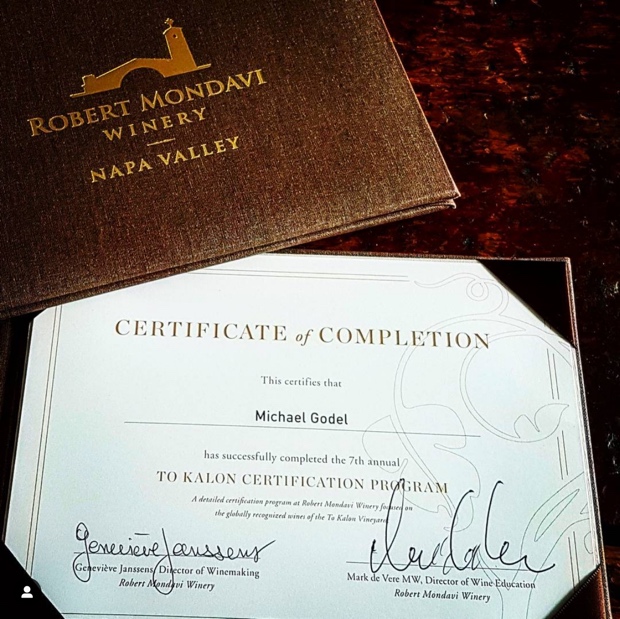 ROBERT MONDAVI
WINERY
NAPA VALLEY
CERTIFICATE of COMPLETION
This certifies that
Michael Godel
has successfully completed the 7th annual
TO KALON CERTIFICATION PROGRAM
A detailed certification program at Robert Mondavi Winery focused on
the globally recognized wines of the To Kalon Vineyard
Geneviève Janssens
Geneviève Janssens, Director of Winemaking
Robert Mondavi Winery
Mark de Vere MW, Director of Wine Education
Robert Mondavi Winery